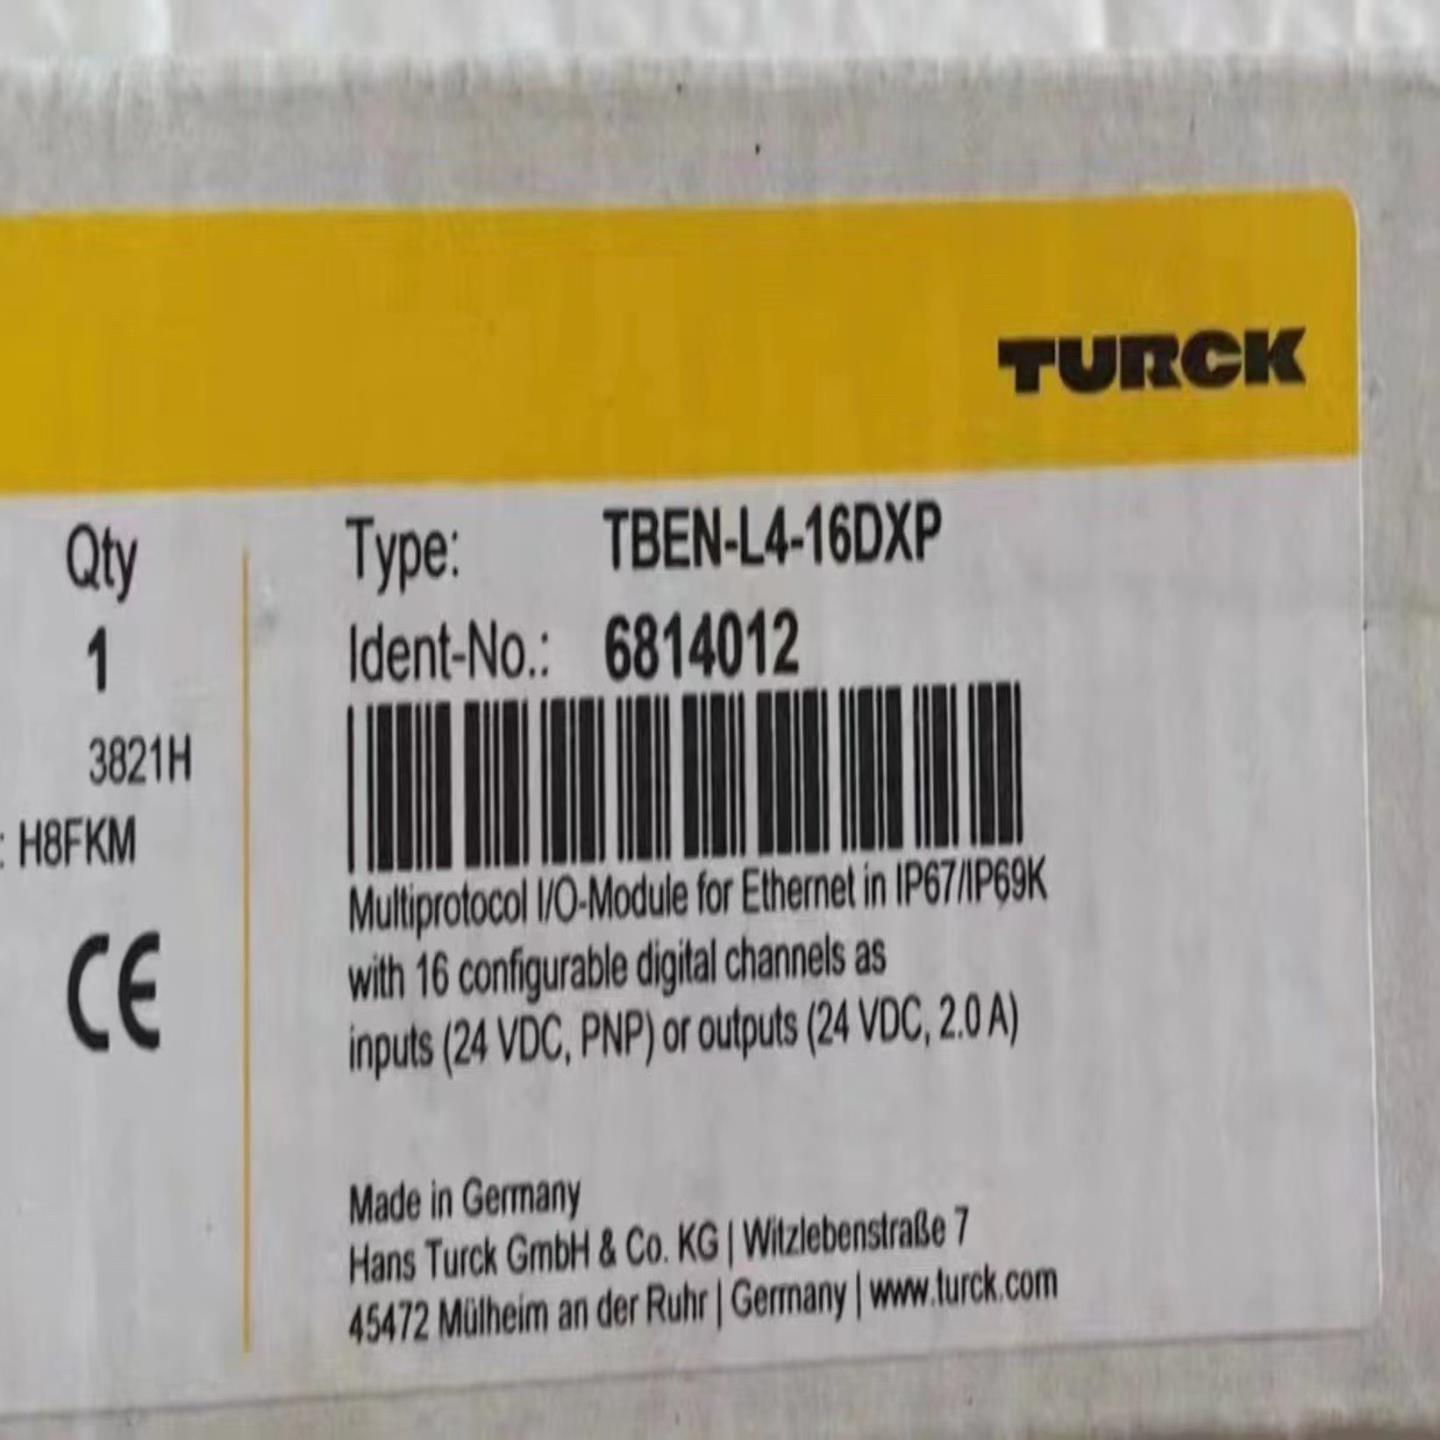 TURCK
Qty
1
3821H
: H8FKM
CE
Type: TBEN-L4-16DXP
Ident-No.: 6814012
Multiprotocol I/O-Module for Ethernet in IP67/IP69K
with 16 configurable digital channels as
inputs (24 VDC, PNP) or outputs (24 VDC, 2.0 A)
Made in Germany
Hans Turck GmbH & Co. KG | Witzlebenstraße 7
45472 Mülheim an der Ruhr | Germany | www.turck.com